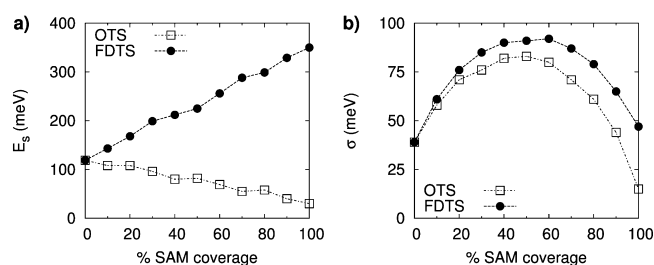 a)
OTS
FDTS
400
300
200
100
0
E_s (meV)
0 20 40 60 80 100
% SAM coverage
b)
100
75
50
25
0
σ (meV)
OTS
FDTS
0 20 40 60 80 100
% SAM coverage